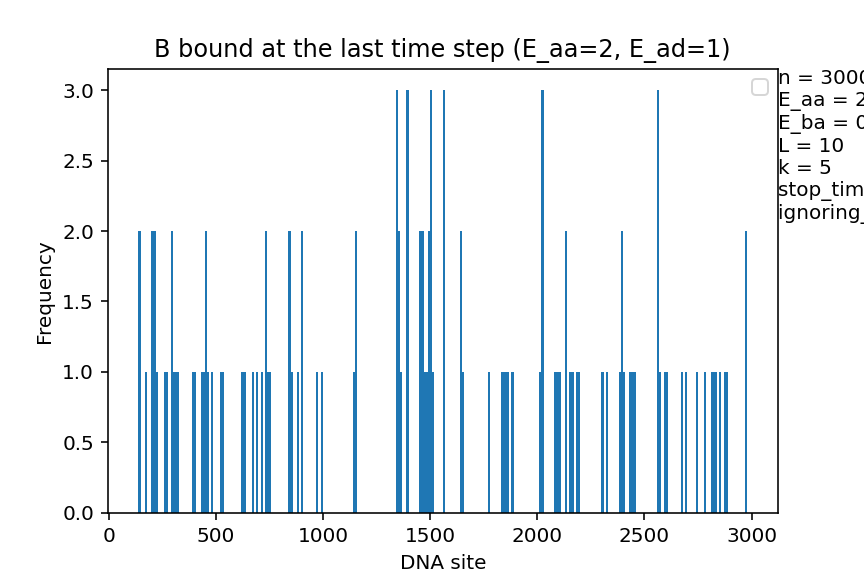 B bound at the last time step (E_aa=2, E_ad=1)
n = 3000
E_aa = 2
E_ba = 0
L = 10
k = 5
stop_tim
ignoring_
Frequency
3.0
2.5
2.0
1.5
1.0
0.5
0.0
0 500 1000 1500 2000 2500 3000
DNA site